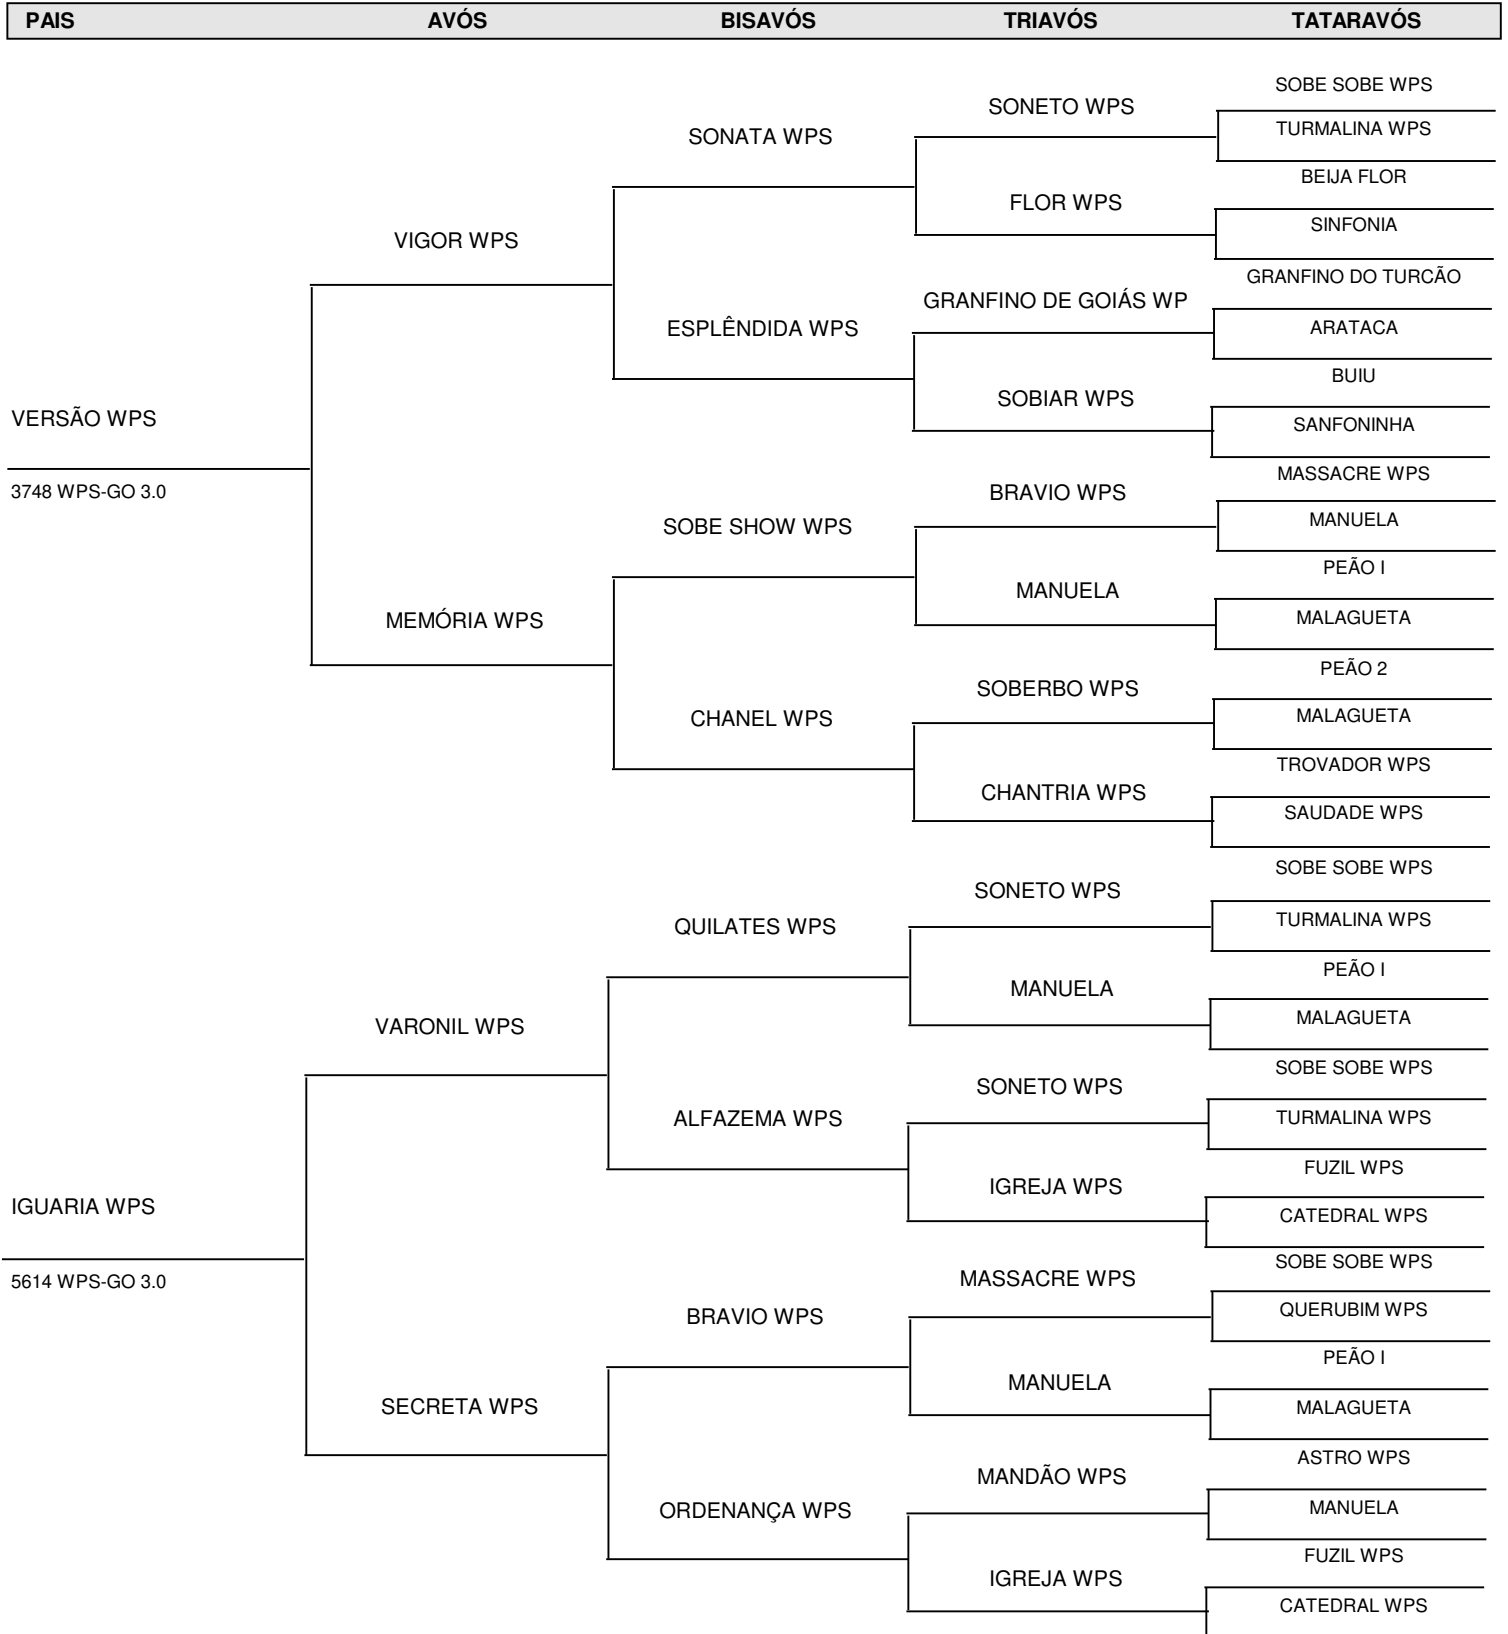 PAIS AVÓS BISAVÓS TRIAVÓS TATARAVÓS
SOBE SOBE WPS
SONETO WPS
TURMALINA WPS
SONATA WPS
BEIJA FLOR
FLOR WPS
SINFONIA
VIGOR WPS
GRANFINO DO TURCÃO
GRANFINO DE GOIÁS WP
ARATACA
ESPLÊNDIDA WPS
BUIU
SOBIAR WPS
VERSÃO WPS
SANFONINHA
MASSACRE WPS
3748 WPS-GO 3.0
BRAVIO WPS
MANUELA
SOBE SHOW WPS
PEÃO I
MANUELA
MALAGUETA
MEMÓRIA WPS
PEÃO 2
SOBERBO WPS
MALAGUETA
CHANEL WPS
TROVADOR WPS
CHANTRIA WPS
SAUDADE WPS
SOBE SOBE WPS
SONETO WPS
TURMALINA WPS
QUILATES WPS
PEÃO I
MANUELA
MALAGUETA
VARONIL WPS
SOBE SOBE WPS
SONETO WPS
TURMALINA WPS
ALFAZEMA WPS
FUZIL WPS
IGREJA WPS
IGUARIA WPS
CATEDRAL WPS
SOBE SOBE WPS
MASSACRE WPS
5614 WPS-GO 3.0
QUERUBIM WPS
BRAVIO WPS
PEÃO I
MANUELA
SECRETA WPS
MALAGUETA
ASTRO WPS
MANDÃO WPS
MANUELA
ORDENANÇA WPS
FUZIL WPS
IGREJA WPS
CATEDRAL WPS